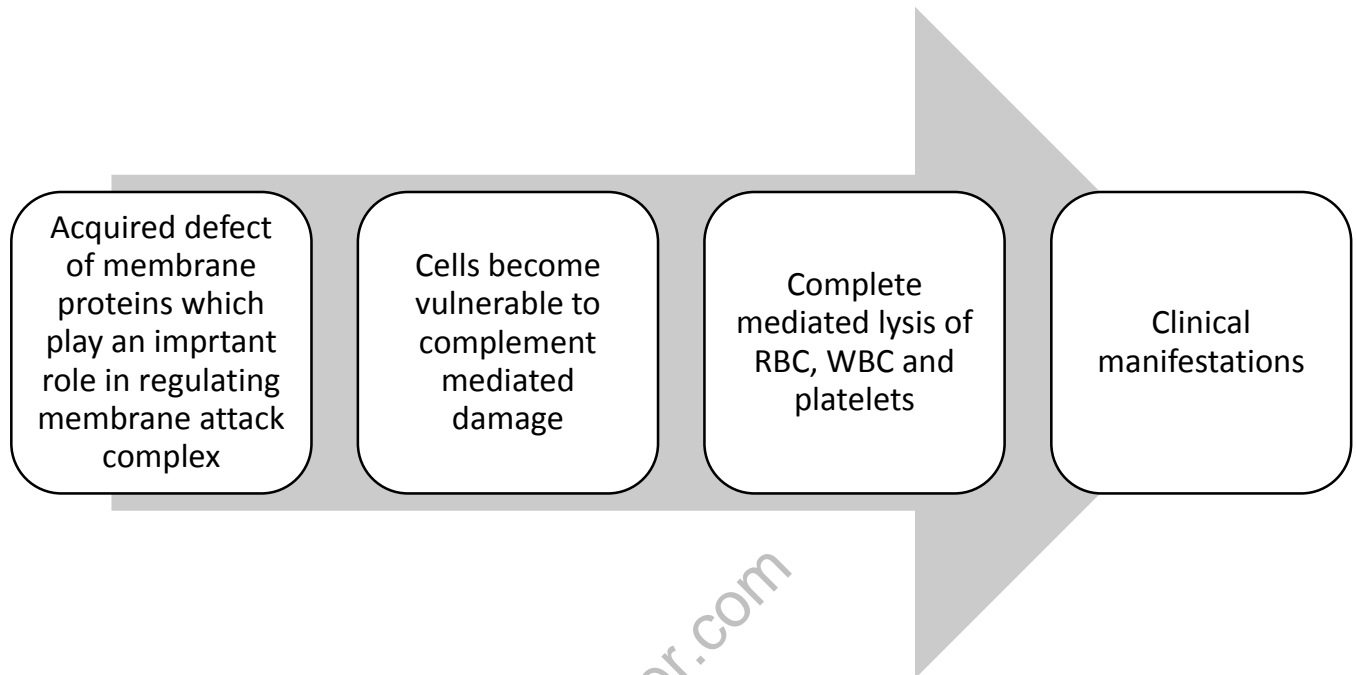 Acquired defect
of membrane
proteins which
play an imprtant
role in regulating
membrane attack
complex
Cells become
vulnerable to
complement
mediated
damage
Complete
mediated lysis of
RBC, WBC and
platelets
Clinical
manifestations